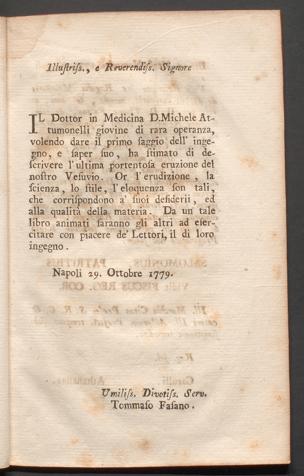 Illuſtriſs., e Reverendiſs. Signore
IL Dottor in Medicina D.Michele At-
tumonelli giovine di rara operanza,
volendo dare il primo ſaggio dell' inge-
gno, e ſaper ſuo, ha ſtimato di de-
ſcrivere l'ultima portentoſa eruzione del
noſtro Veſuvio. Or l'erudizione, la
ſcienza, lo ſtile, l'eloquenza ſon tali,
che corriſpondono a' ſuoi deſiderii, ed
alla qualità della materia. Da un tale
libro animati ſaranno gli altri ad eſer-
citare con piacere de' Lettori, il di loro
ingegno.
Napoli 29. Ottobre 1779.
Umiliſs. Divotiſs. Serv.
Tommaſo Faſano.